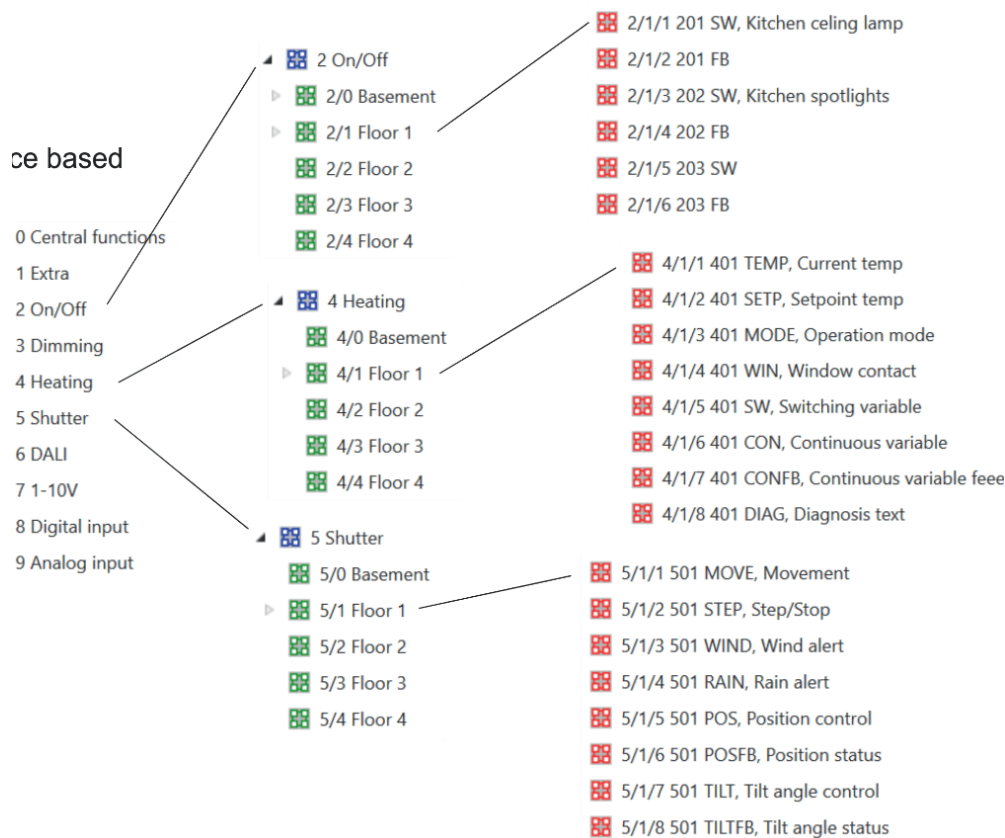 ce based
0 Central functions
1 Extra
2 On/Off
3 Dimming
4 Heating
5 Shutter
6 DALI
7 1-10V
8 Digital input
9 Analog input
2 On/Off
2/0 Basement
2/1 Floor 1
2/2 Floor 2
2/3 Floor 3
2/4 Floor 4
2/1/1 201 SW, Kitchen celing lamp
2/1/2 201 FB
2/1/3 202 SW, Kitchen spotlights
2/1/4 202 FB
2/1/5 203 SW
2/1/6 203 FB
4 Heating
4/0 Basement
4/1 Floor 1
4/2 Floor 2
4/3 Floor 3
4/4 Floor 4
4/1/1 401 TEMP, Current temp
4/1/2 401 SETP, Setpoint temp
4/1/3 401 MODE, Operation mode
4/1/4 401 WIN, Window contact
4/1/5 401 SW, Switching variable
4/1/6 401 CON, Continuous variable
4/1/7 401 CONFB, Continuous variable feee
4/1/8 401 DIAG, Diagnosis text
5 Shutter
5/0 Basement
5/1 Floor 1
5/2 Floor 2
5/3 Floor 3
5/4 Floor 4
5/1/1 501 MOVE, Movement
5/1/2 501 STEP, Step/Stop
5/1/3 501 WIND, Wind alert
5/1/4 501 RAIN, Rain alert
5/1/5 501 POS, Position control
5/1/6 501 POSFB, Position status
5/1/7 501 TILT, Tilt angle control
5/1/8 501 TILTFB, Tilt angle status